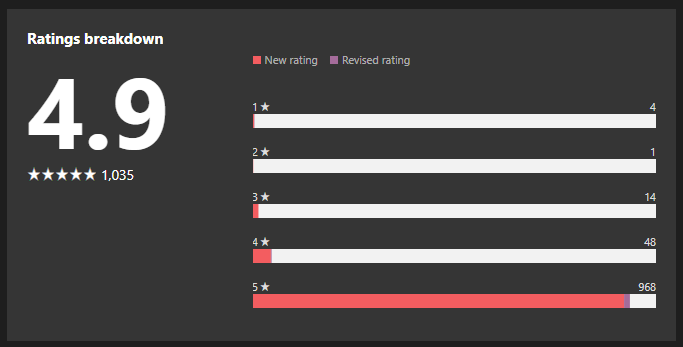 Ratings breakdown
4.9
★★★★★ 1,035
New rating Revised rating
1 ★ 4
2 ★ 1
3 ★ 14
4 ★ 48
5 ★ 968